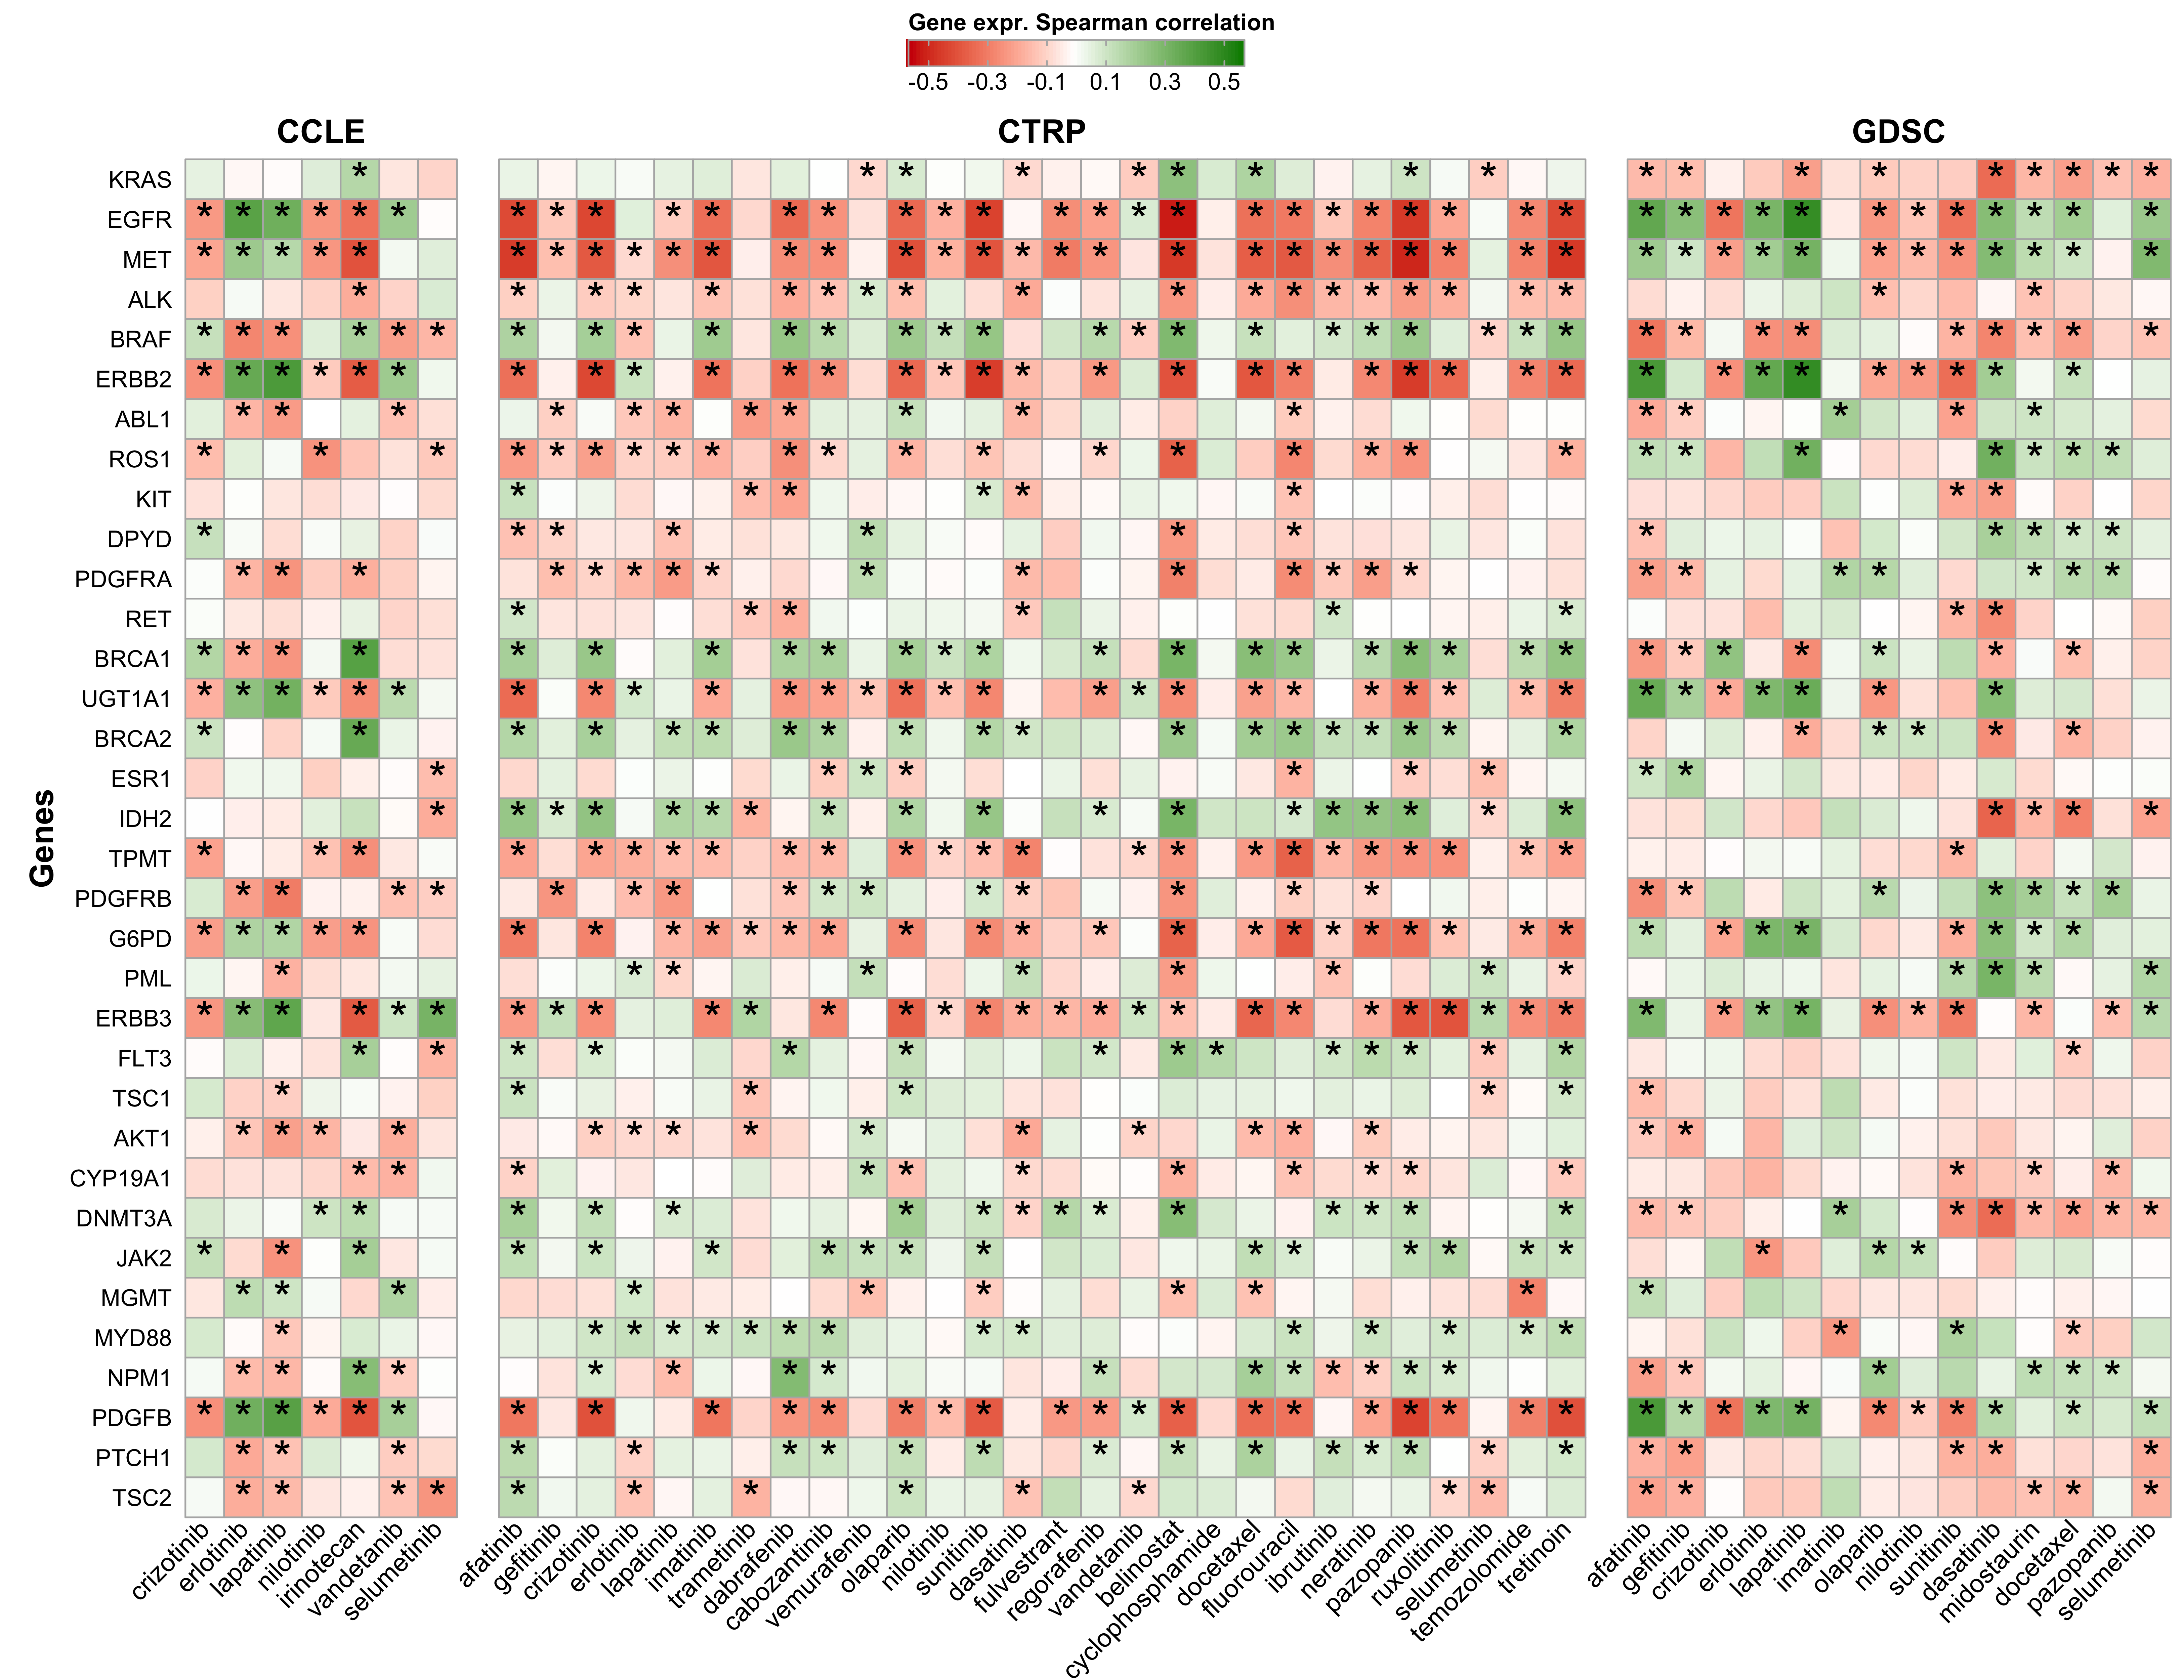 Gene expr. Spearman correlation
-0.5 -0.3 -0.1 0.1 0.3 0.5
CCLE CTRP GDSC
Genes
KRAS
EGFR
MET
ALK
BRAF
ERBB2
ABL1
ROS1
KIT
DPYD
PDGFRA
RET
BRCA1
UGT1A1
BRCA2
ESR1
IDH2
TPMT
PDGFRB
G6PD
PML
ERBB3
FLT3
TSC1
AKT1
CYP19A1
DNMT3A
JAK2
MGMT
MYD88
NPM1
PDGFB
PTCH1
TSC2
crizotinib
erlotinib
lapatinib
nilotinib
irinotecan
vandetanib
selumetinib
afatinib
gefitinib
crizotinib
erlotinib
lapatinib
imatinib
trametinib
dabrafenib
cabozantinib
vemurafenib
olaparib
nilotinib
sunitinib
dasatinib
fulvestrant
regorafenib
vandetanib
belinostat
cyclophosphamide
docetaxel
fluorouracil
ibrutinib
neratinib
pazopanib
ruxolitinib
selumetinib
temozolomide
tretinoin
afatinib
gefitinib
crizotinib
erlotinib
lapatinib
imatinib
olaparib
nilotinib
sunitinib
dasatinib
midostaurin
docetaxel
pazopanib
selumetinib